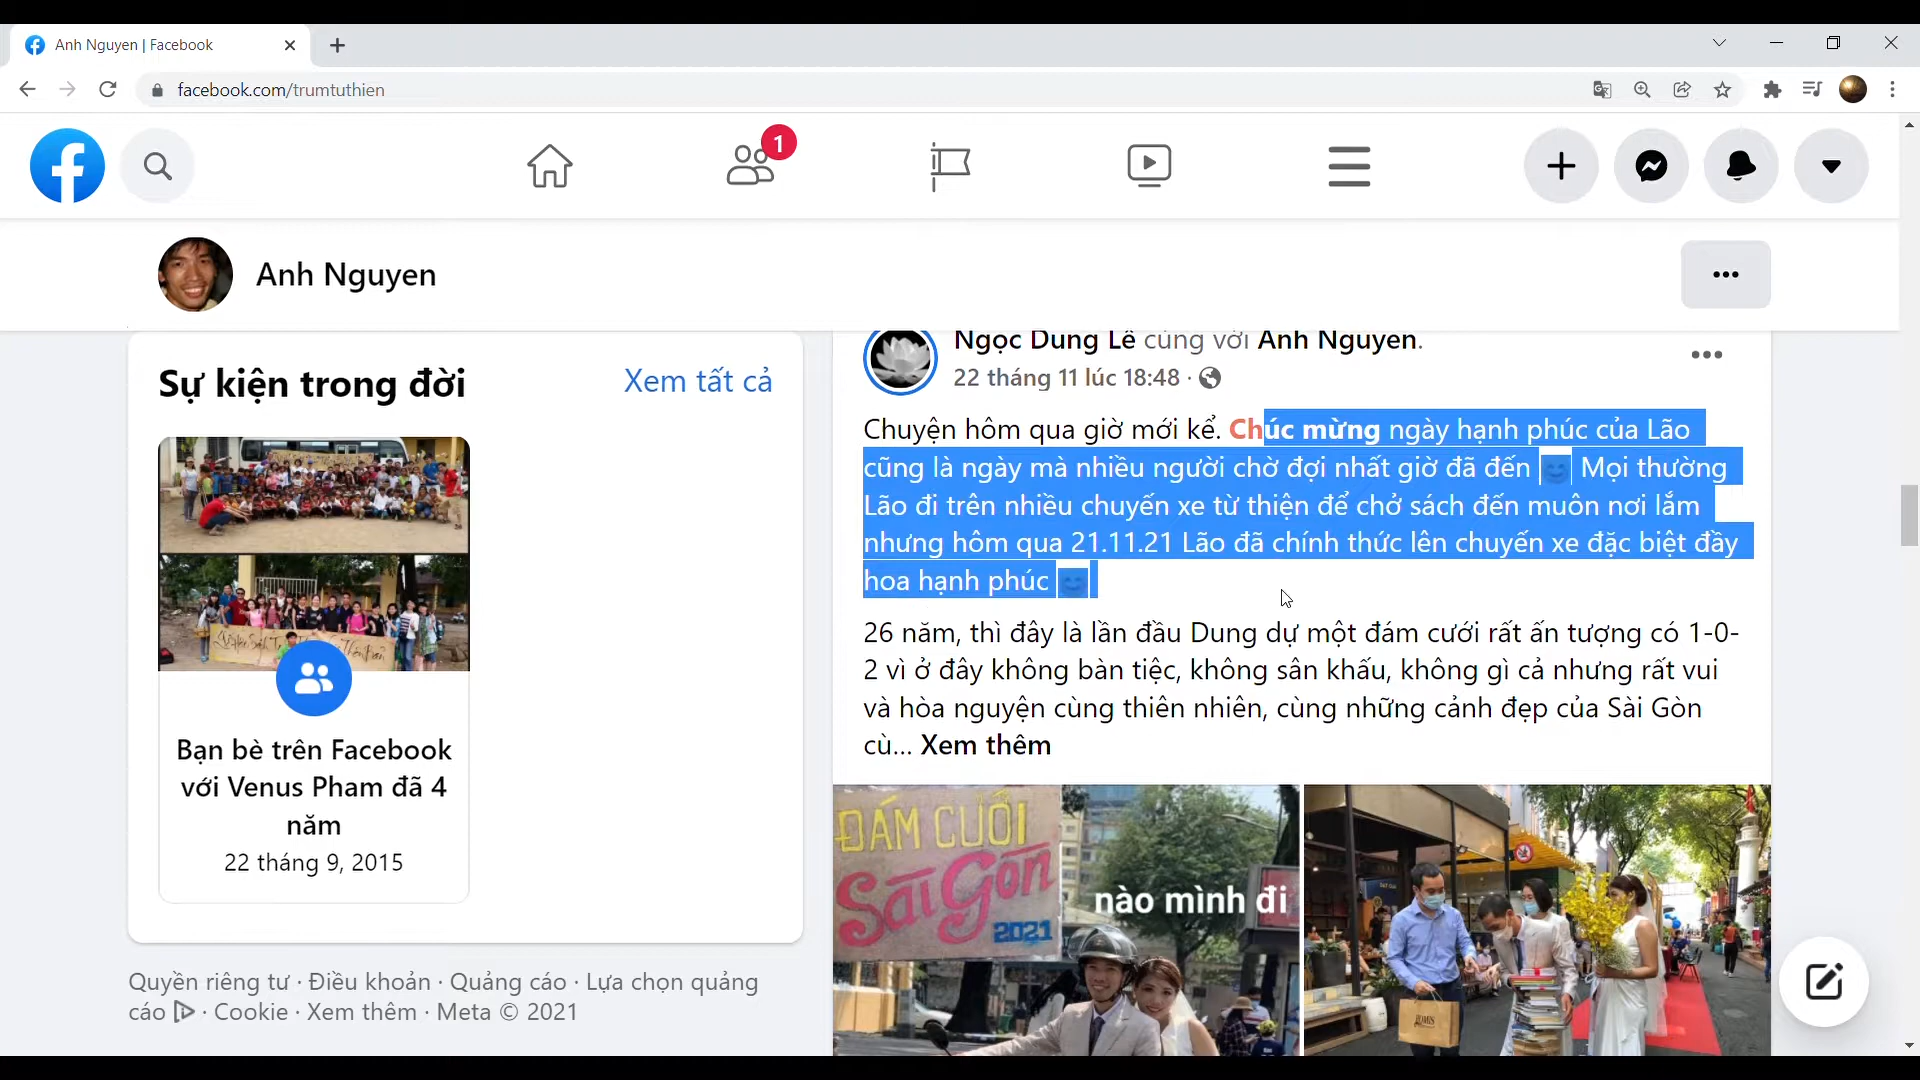 Anh Nguyen | Facebook
facebook.com/trumtuthien
1
Anh Nguyen
Sự kiện trong đời
Xem tất cả
Bạn bè trên Facebook
với Venus Pham đã 4
năm
22 tháng 9, 2015
Quyền riêng tư · Điều khoản · Quảng cáo · Lựa chọn quảng
cáo · Cookie · Xem thêm · Meta © 2021
Ngọc Dung Lê cùng với Anh Nguyen.
22 tháng 11 lúc 18:48 ·
Chuyện hôm qua giờ mới kể. Chúc mừng ngày hạnh phúc của Lão
cũng là ngày mà nhiều người chờ đợi nhất giờ đã đến 😊 Mọi thường
Lão đi trên nhiều chuyến xe từ thiện để chở sách đến muôn nơi lắm
nhưng hôm qua 21.11.21 Lão đã chính thức lên chuyến xe đặc biệt đầy
hoa hạnh phúc 😊
26 năm, thì đây là lần đầu Dung dự một đám cưới rất ấn tượng có 1-0-
2 vì ở đây không bàn tiệc, không sân khấu, không gì cả nhưng rất vui
và hòa nguyện cùng thiên nhiên, cùng những cảnh đẹp của Sài Gòn
cù... Xem thêm
ĐÁM CƯỚI
SàiGòn
2021
nào mình đi